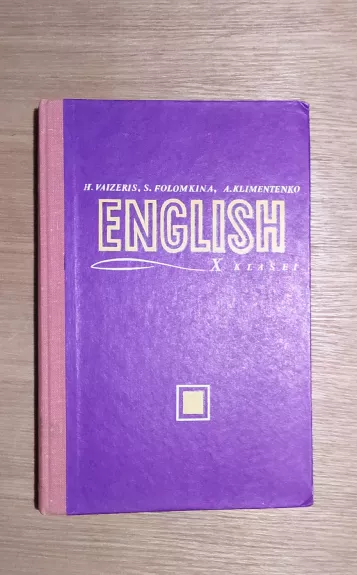 H. VAIZERIS, S. FOLOMKINA, A. KLIMENTENKO
ENGLISH
X KLASEI